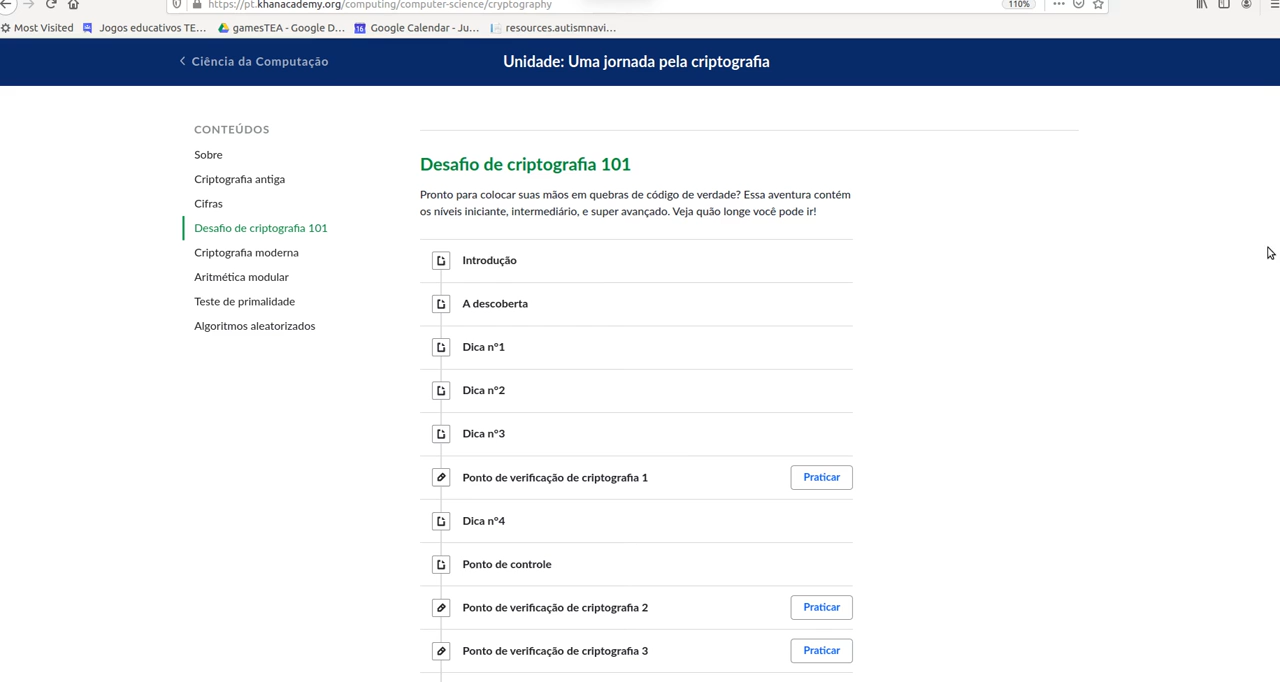 https://pt.khanacademy.org/computing/computer-science/cryptography
110%
Most Visited
Jogos educativos TE...
gamesTEA - Google D...
16
Google Calendar - Ju...
resources.autismnavi...
Ciência da Computação
Unidade: Uma jornada pela criptografia
CONTEÚDOS
Sobre
Criptografia antiga
Cifras
Desafio de criptografia 101
Criptografia moderna
Aritmética modular
Teste de primalidade
Algoritmos aleatorizados
Desafio de criptografia 101
Pronto para colocar suas mãos em quebras de código de verdade? Essa aventura contém
os níveis iniciante, intermediário, e super avançado. Veja quão longe você pode ir!
Introdução
A descoberta
Dica nº1
Dica nº2
Dica nº3
Ponto de verificação de criptografia 1
Praticar
Dica nº4
Ponto de controle
Ponto de verificação de criptografia 2
Praticar
Ponto de verificação de criptografia 3
Praticar